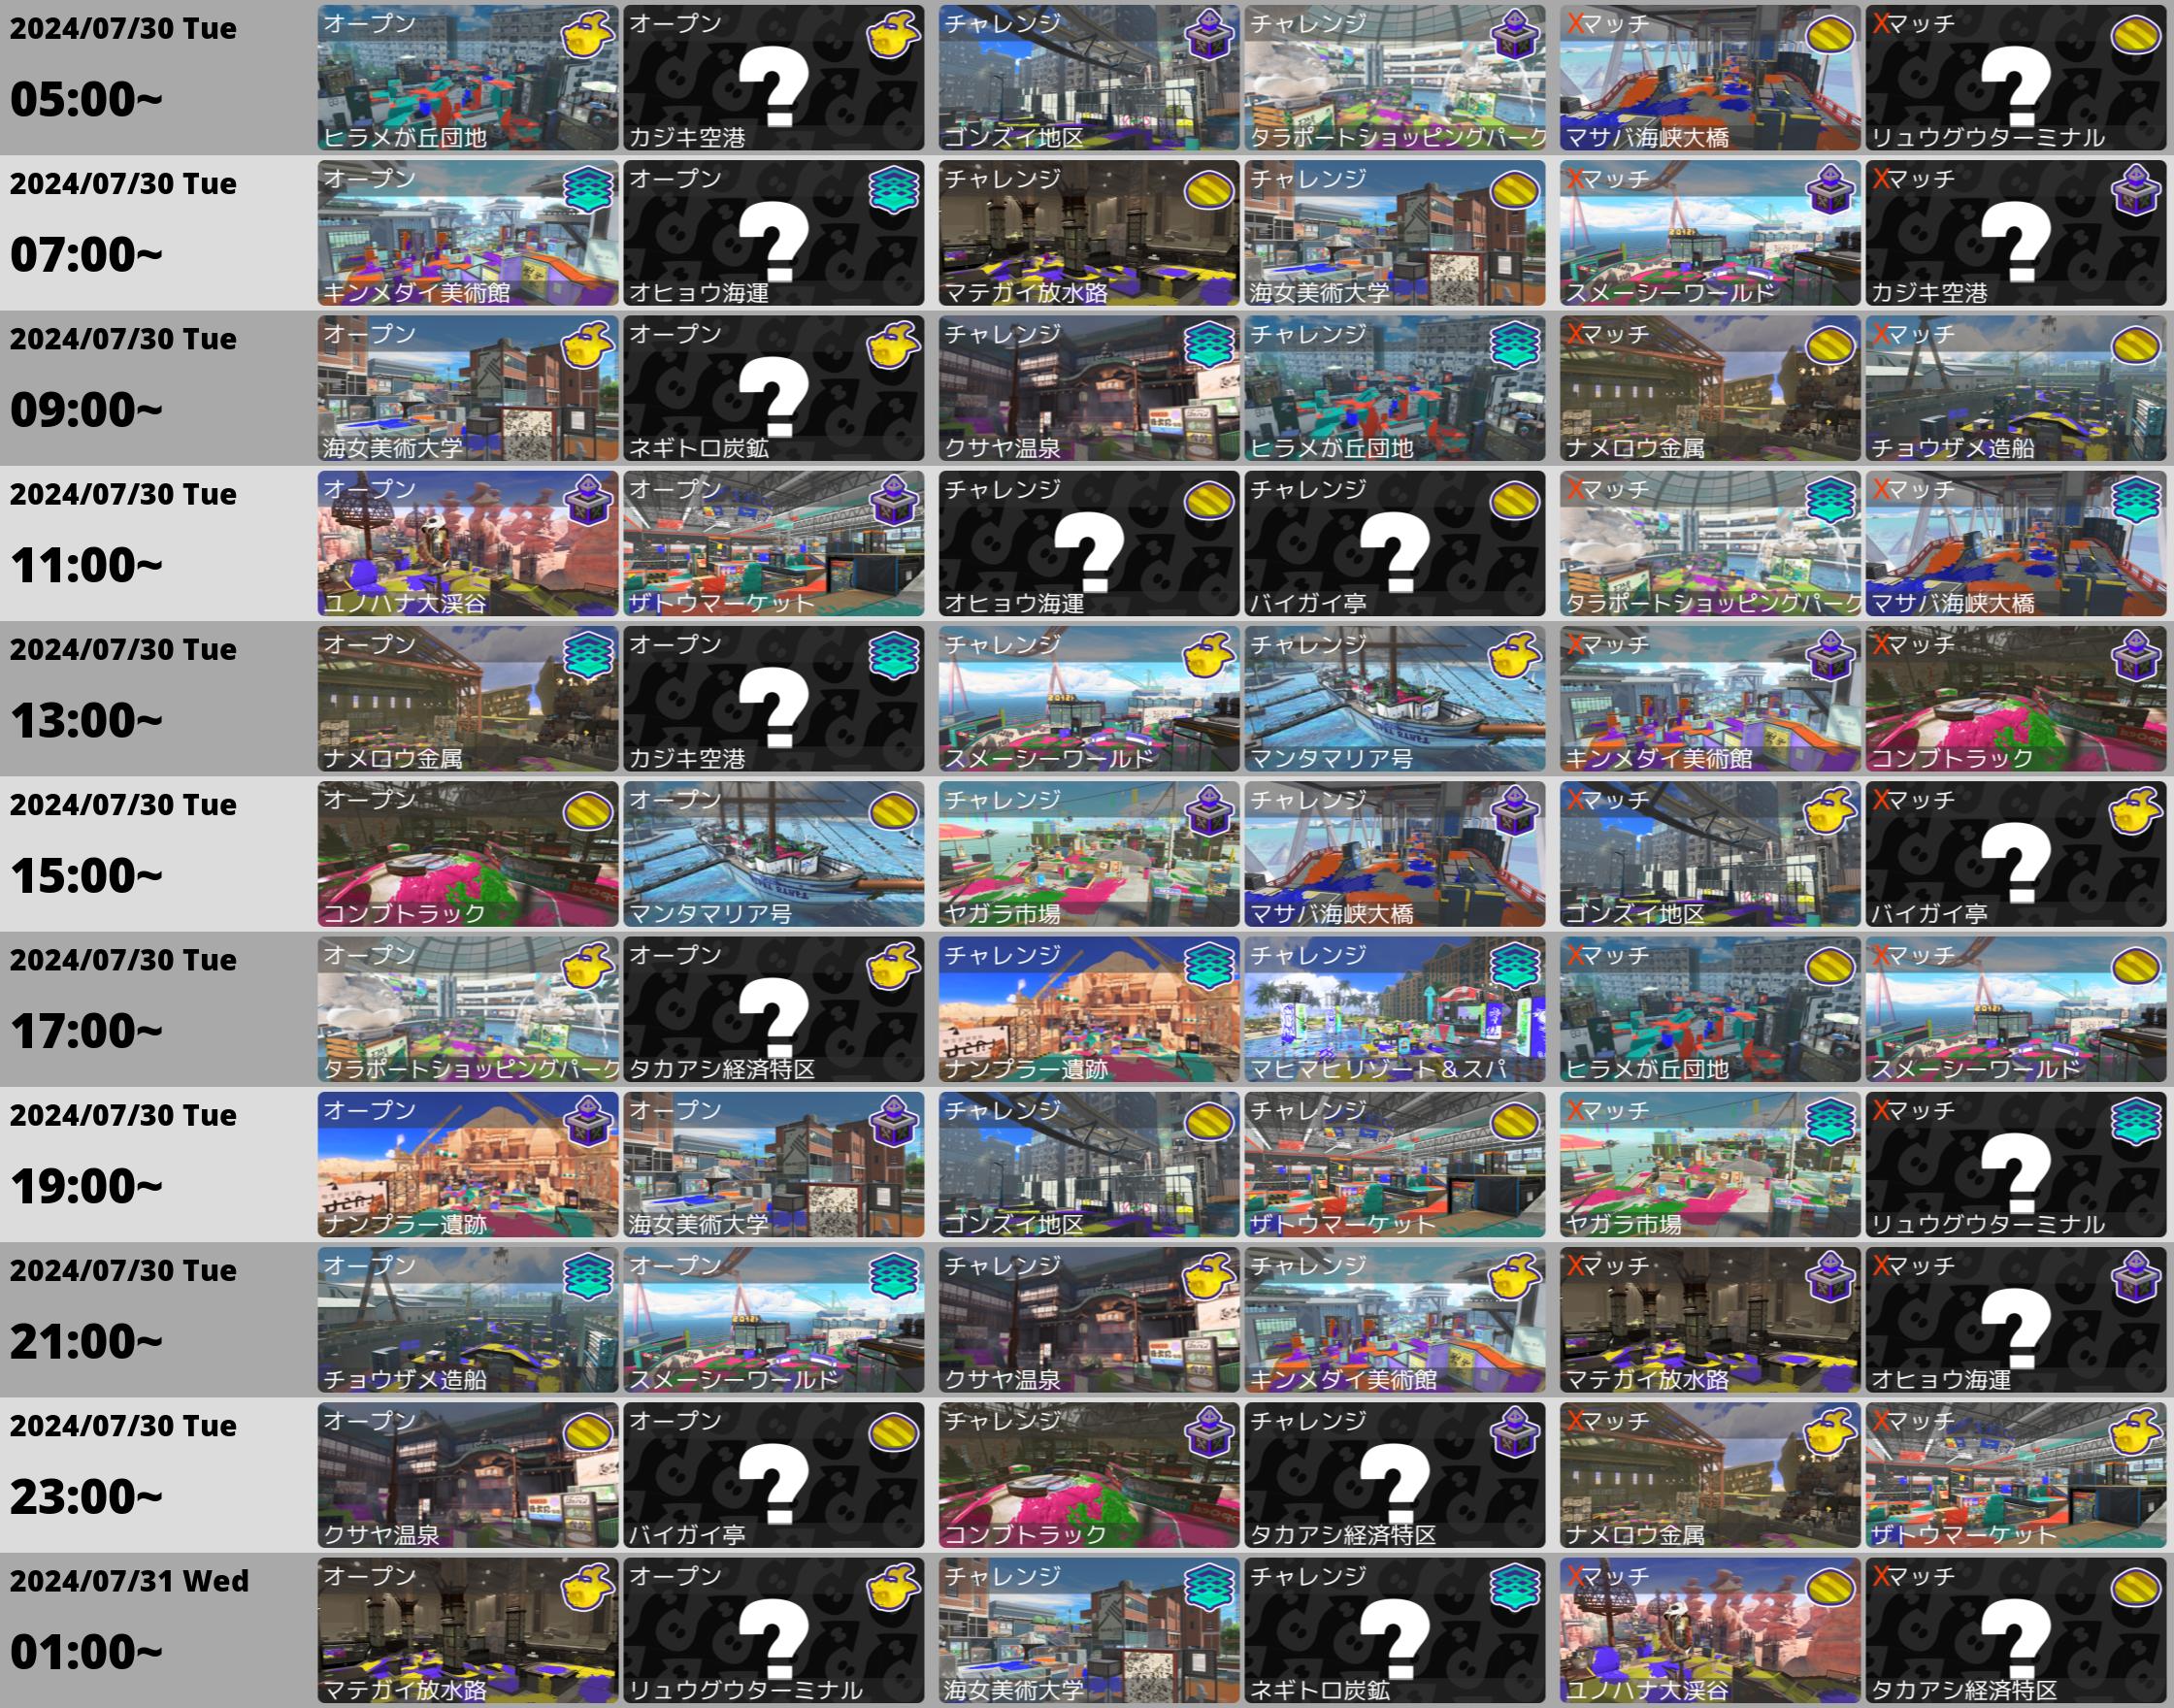 2024/07/30 Tue
05:00~
オープン
ヒラメが丘団地
オープン
カジキ空港
チャレンジ
ゴンズイ地区
チャレンジ
タラポートショッピングパーク
Xマッチ
マサバ海峡大橋
Xマッチ
リュウグウターミナル
2024/07/30 Tue
07:00~
オープン
キンメダイ美術館
オープン
オヒョウ海運
チャレンジ
マテガイ放水路
チャレンジ
海女美術大学
Xマッチ
スメーシーワールド
Xマッチ
カジキ空港
2024/07/30 Tue
09:00~
オープン
海女美術大学
オープン
ネギトロ炭鉱
チャレンジ
クサヤ温泉
チャレンジ
ヒラメが丘団地
Xマッチ
ナメロウ金属
Xマッチ
チョウザメ造船
2024/07/30 Tue
11:00~
オープン
ユノハナ大渓谷
オープン
ザトウマーケット
チャレンジ
オヒョウ海運
チャレンジ
バイガイ亭
Xマッチ
タラポートショッピングパーク
Xマッチ
マサバ海峡大橋
2024/07/30 Tue
13:00~
オープン
ナメロウ金属
オープン
カジキ空港
チャレンジ
スメーシーワールド
チャレンジ
マンタマリア号
Xマッチ
キンメダイ美術館
Xマッチ
コンブトラック
2024/07/30 Tue
15:00~
オープン
コンブトラック
オープン
マンタマリア号
チャレンジ
ヤガラ市場
チャレンジ
マサバ海峡大橋
Xマッチ
ゴンズイ地区
Xマッチ
バイガイ亭
2024/07/30 Tue
17:00~
オープン
タラポートショッピングパーク
オープン
タカアシ経済特区
チャレンジ
ナンプラー遺跡
チャレンジ
マヒマヒリゾート&スパ
Xマッチ
ヒラメが丘団地
Xマッチ
スメーシーワールド
2024/07/30 Tue
19:00~
オープン
ナンプラー遺跡
オープン
海女美術大学
チャレンジ
ゴンズイ地区
チャレンジ
ザトウマーケット
Xマッチ
ヤガラ市場
Xマッチ
リュウグウターミナル
2024/07/30 Tue
21:00~
オープン
チョウザメ造船
オープン
スメーシーワールド
チャレンジ
クサヤ温泉
チャレンジ
キンメダイ美術館
Xマッチ
マテガイ放水路
Xマッチ
オヒョウ海運
2024/07/30 Tue
23:00~
オープン
クサヤ温泉
オープン
バイガイ亭
チャレンジ
コンブトラック
チャレンジ
タカアシ経済特区
Xマッチ
ナメロウ金属
Xマッチ
ザトウマーケット
2024/07/31 Wed
01:00~
オープン
マテガイ放水路
オープン
リュウグウターミナル
チャレンジ
海女美術大学
チャレンジ
ネギトロ炭鉱
Xマッチ
ユノハナ大渓谷
Xマッチ
タカアシ経済特区